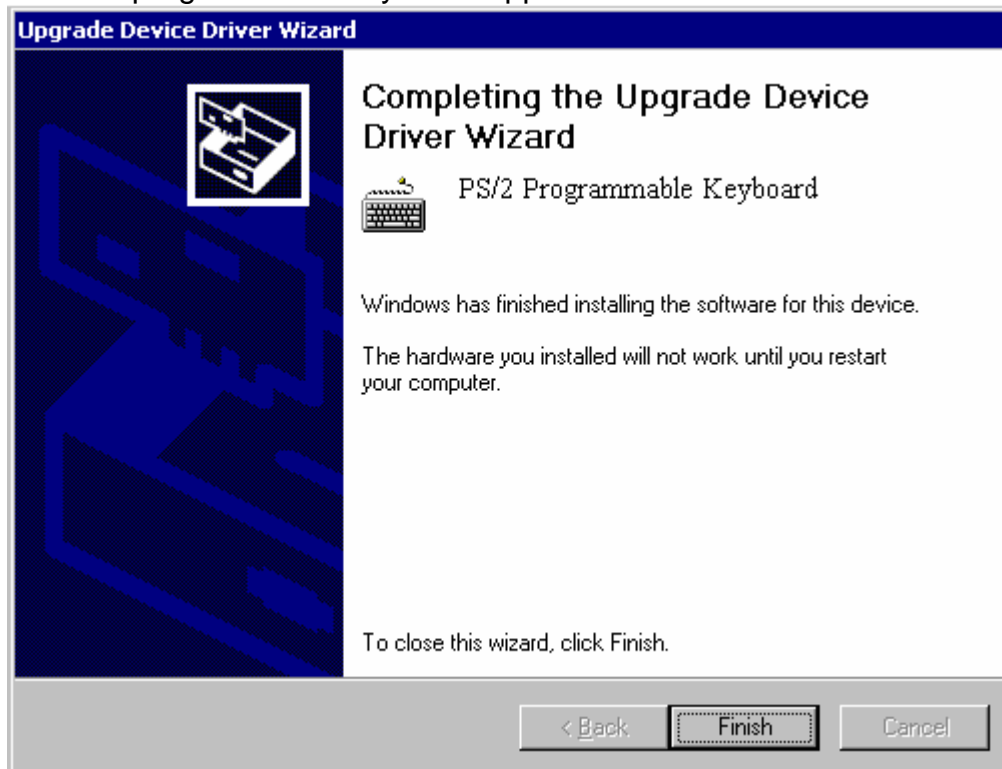 Upgrade Device Driver Wizard
Completing the Upgrade Device
Driver Wizard
PS/2 Programmable Keyboard
Windows has finished installing the software for this device.
The hardware you installed will not work until you restart
your computer.
To close this wizard, click Finish.
< Back Finish Cancel